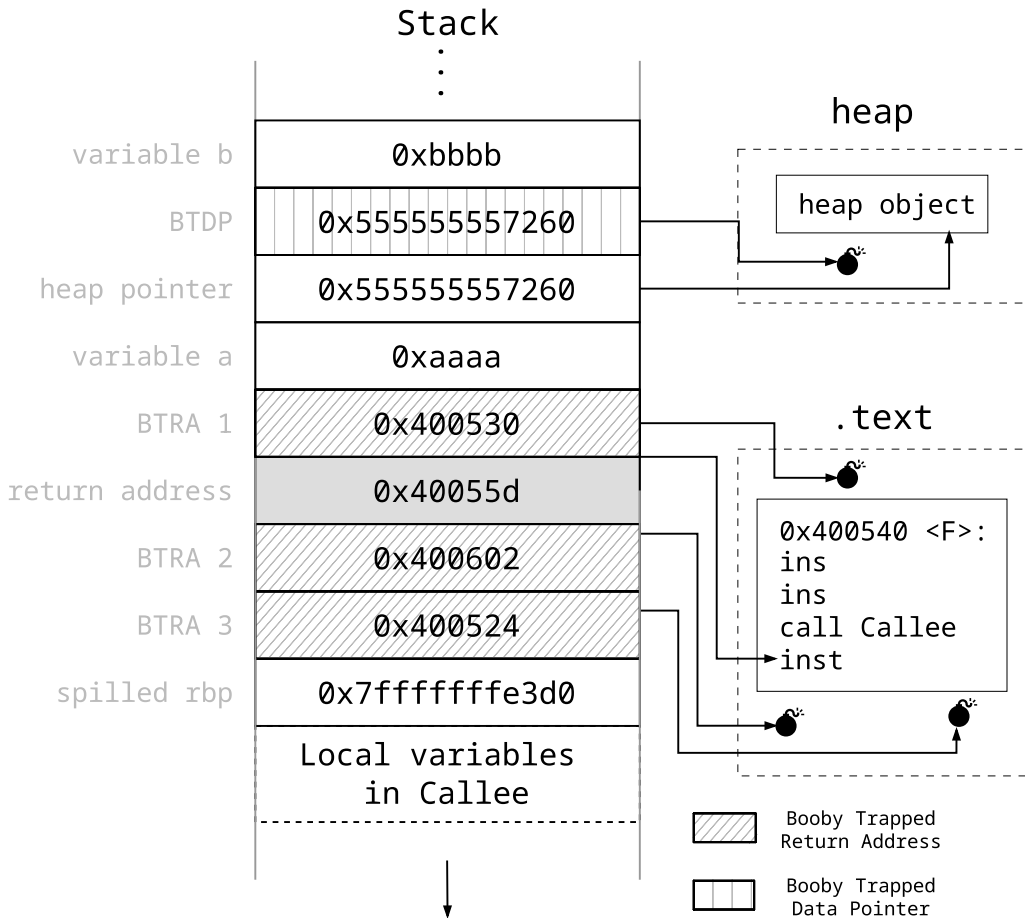 Stack
variable b
0xbbbb
BTDP
0x555555557260
heap pointer
0x555555557260
variable a
0xaaaa
BTRA 1
0x400530
return address
0x40055d
BTRA 2
0x400602
BTRA 3
0x400524
spilled rbp
0x7fffffffe3d0
Local variables
in Callee
heap
heap object
.text
0x400540 <F>:
ins
ins
call Callee
inst
Booby Trapped
Return Address
Booby Trapped
Data Pointer